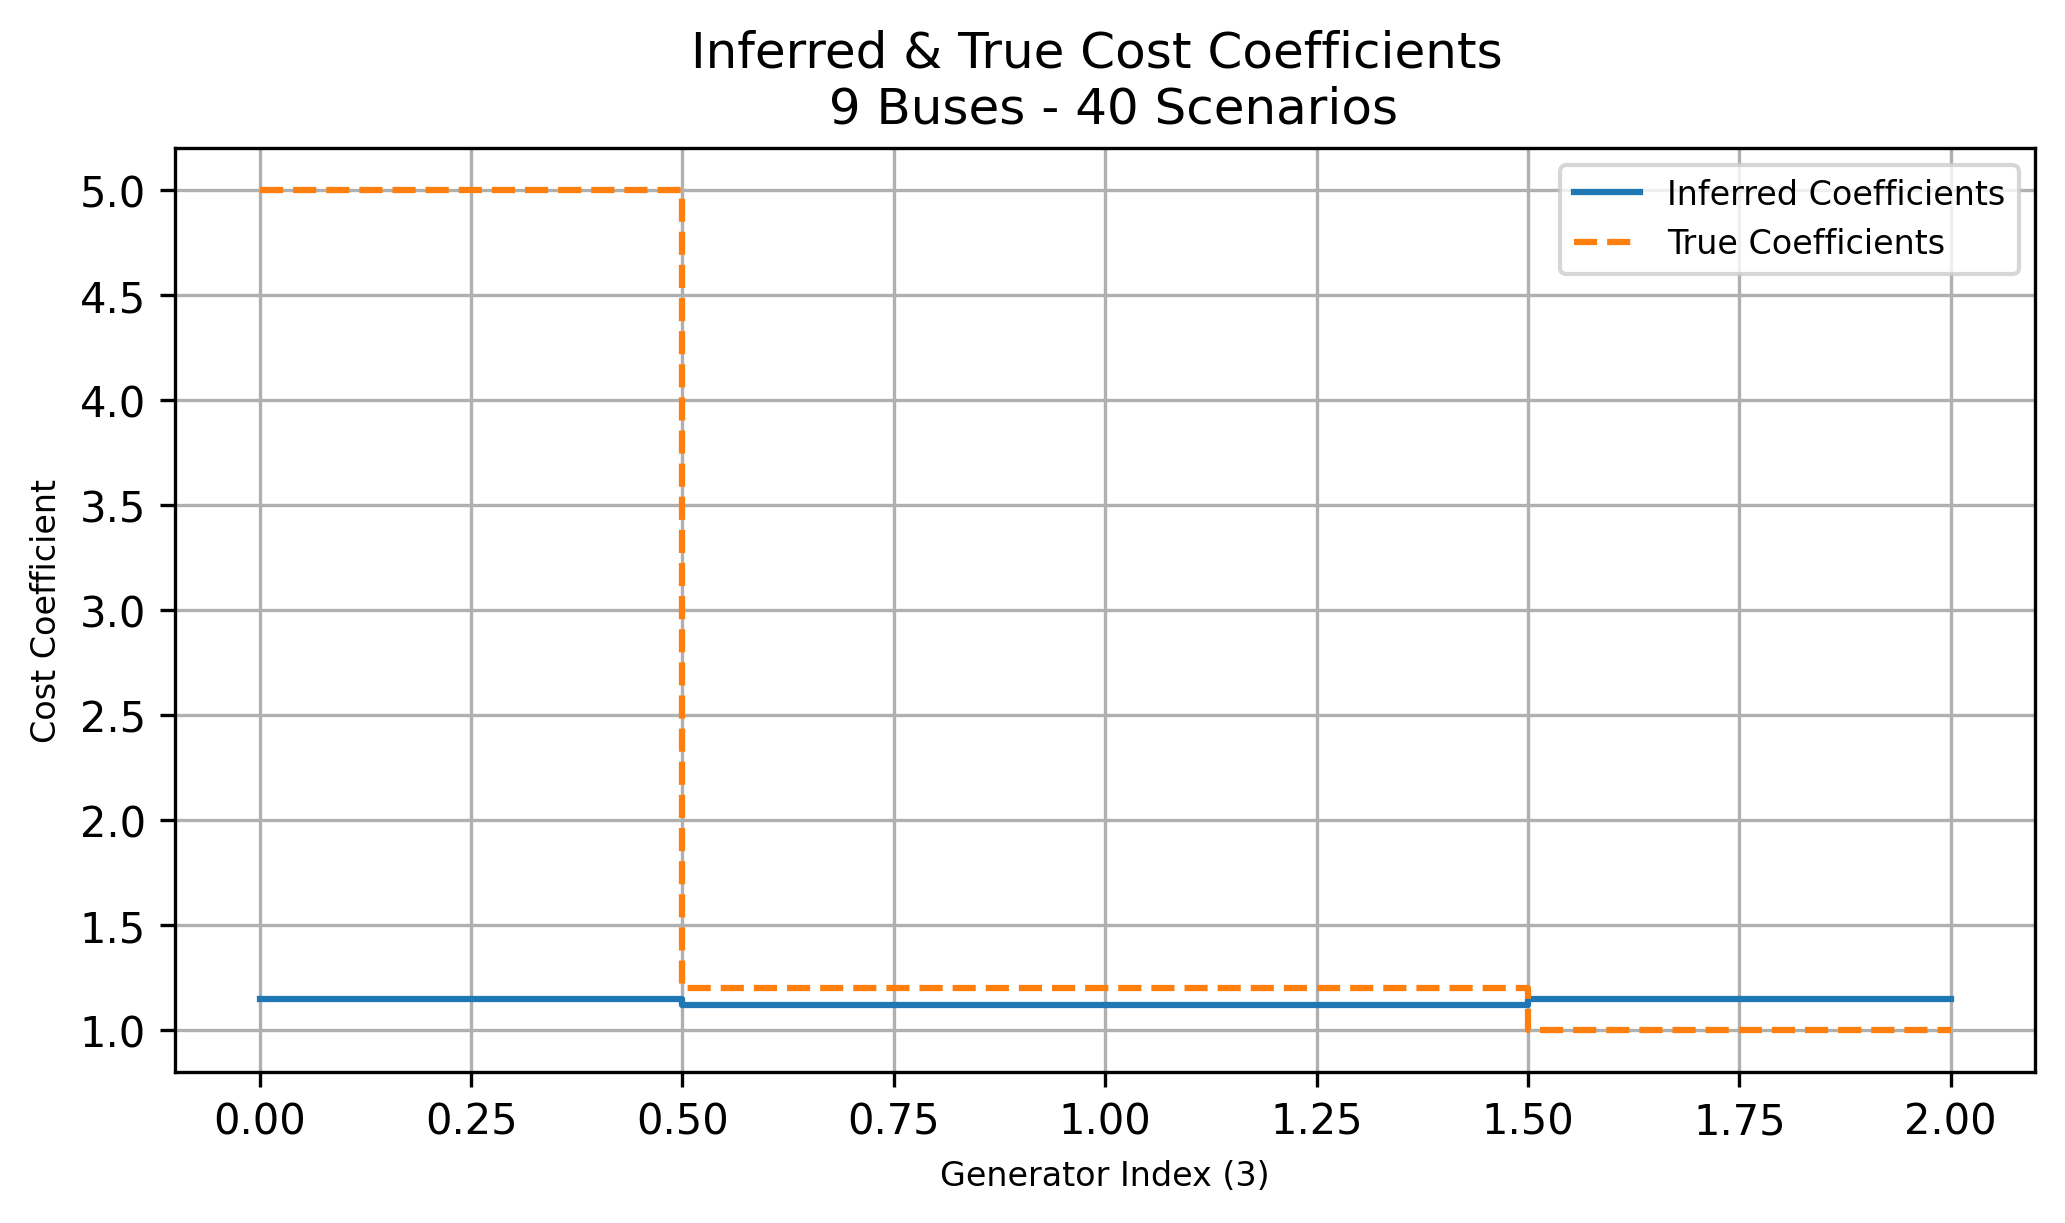 Inferred & True Cost Coefficients
9 Buses - 40 Scenarios
Inferred Coefficients
True Coefficients
Cost Coefficient
5.0
4.5
4.0
3.5
3.0
2.5
2.0
1.5
1.0
0.00 0.25 0.50 0.75 1.00 1.25 1.50 1.75 2.00
Generator Index (3)